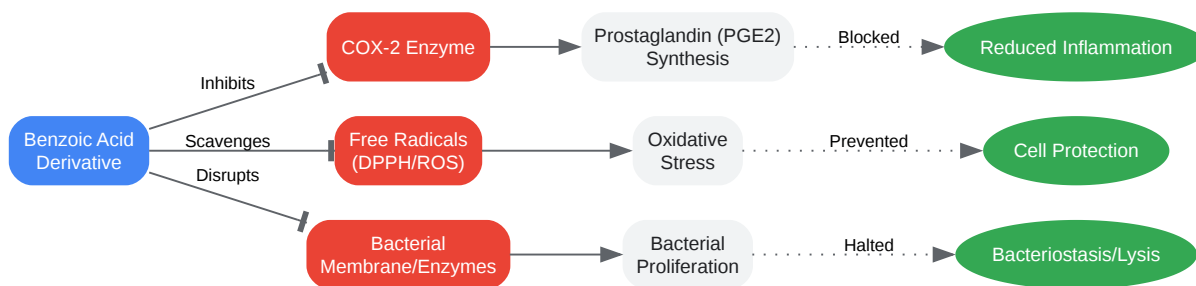 COX-2 Enzyme
Prostaglandin (PGE2)
Synthesis
Blocked
Reduced Inflammation
Inhibits
Benzoic Acid
Derivative
Scavenges
Free Radicals
(DPPH/ROS)
Oxidative
Stress
Prevented
Cell Protection
Disrupts
Bacterial
Membrane/Enzymes
Bacterial
Proliferation
Halted
Bacteriostasis/Lysis